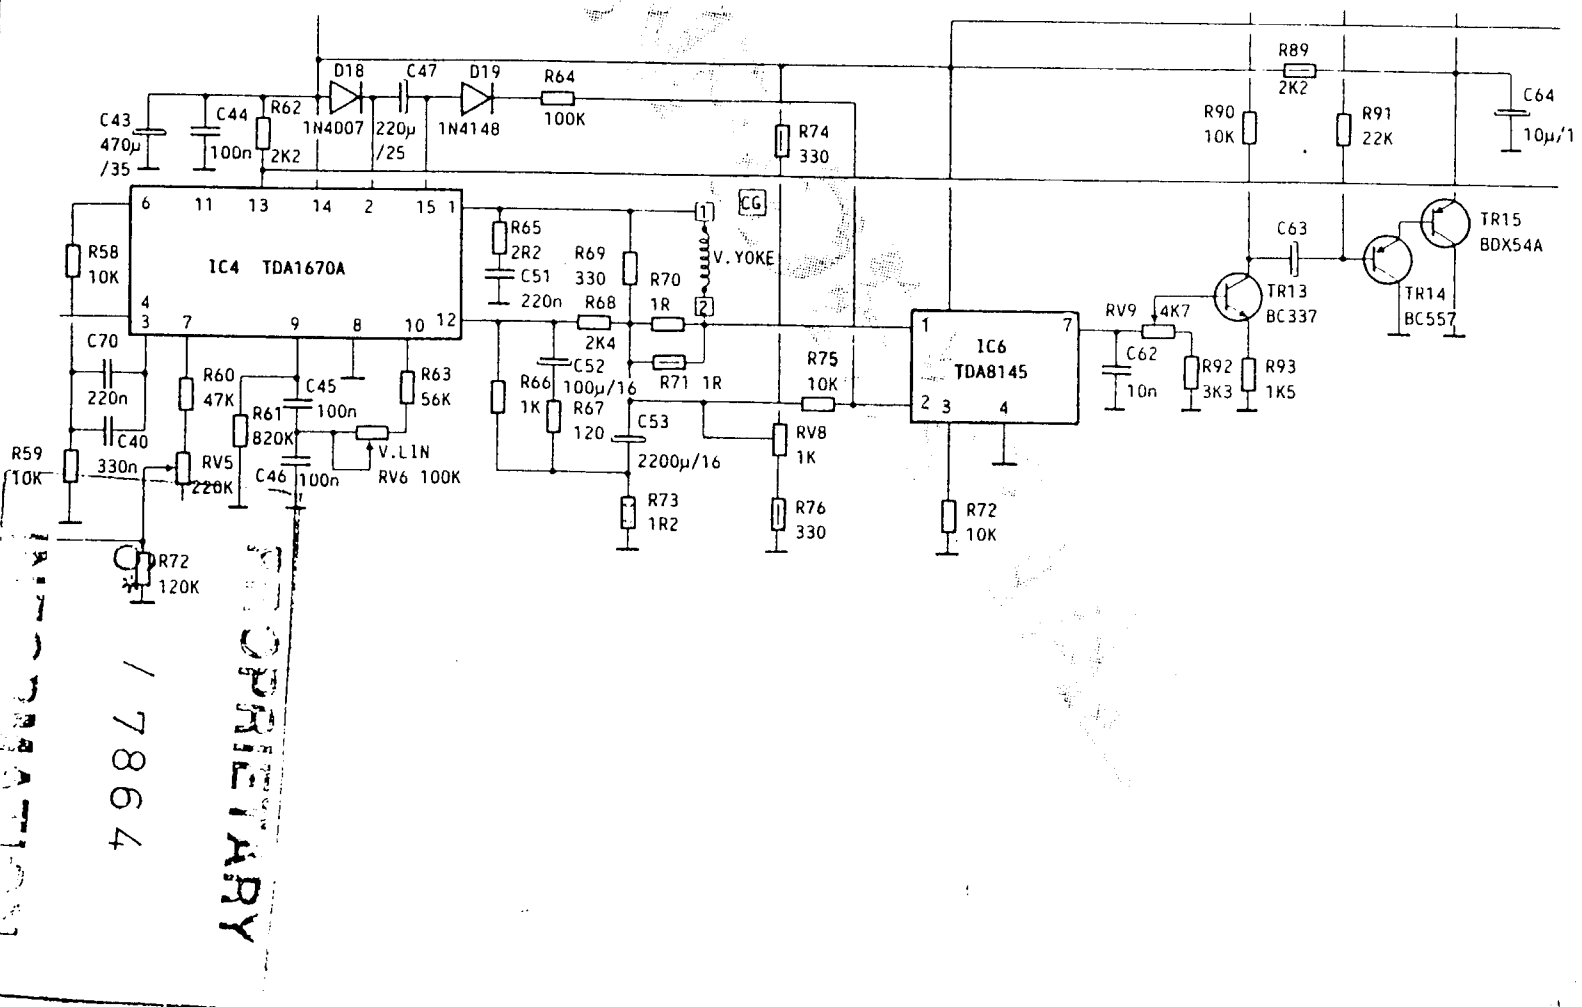 R89
2K2
D18
C47
D19
R64
1N4007
220µ
/25
1N4148
100K
C43
470µ
/35
C44
100n
R62
2K2
R74
330
R90
10K
R91
22K
C64
10µ/1
6
11
13
14
2
15
1
IC4 TDA1670A
4
3
7
9
8
10
12
R58
10K
R65
2R2
C51
220n
R69
330
R70
1R
1
CG
V.YOKE
2
R68
2K4
C63
TR15
BDX54A
TR14
BC557
TR13
BC337
RV9
4K7
1
7
IC6
TDA8145
2
3
4
C70
220n
C40
330n
R59
10K
R60
47K
RV5
220K
R61
820K
C45
100n
C46
100n
R63
56K
V.LIN
RV6 100K
C52
100µ/16
R66
1K
R67
120
R71 1R
C53
2200µ/16
R75
10K
RV8
1K
C62
10n
R92
3K3
R93
1K5
R73
1R2
R76
330
R72
10K
R72
120K
/ 7864
PROPRIETARY
INFORMATION